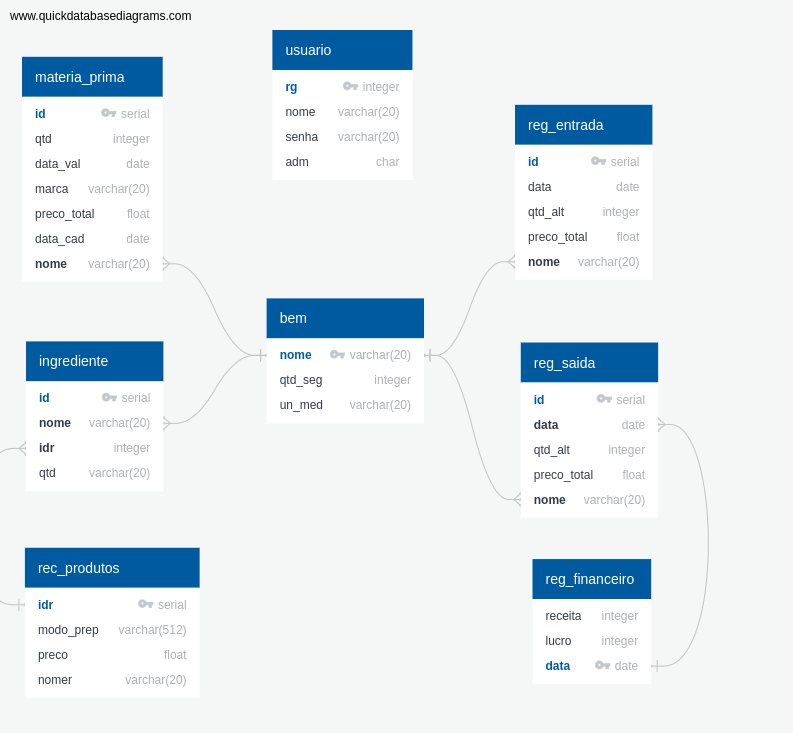 www.quickdatabasediagrams.com
materia_prima
id serial
qtd integer
data_val date
marca varchar(20)
preco_total float
data_cad date
nome varchar(20)
usuario
rg integer
nome varchar(20)
senha varchar(20)
adm char
reg_entrada
id serial
data date
qtd_alt integer
preco_total float
nome varchar(20)
bem
nome varchar(20)
qtd_seg integer
un_med varchar(20)
ingrediente
id serial
nome varchar(20)
idr integer
qtd varchar(20)
reg_saida
id serial
data date
qtd_alt integer
preco_total float
nome varchar(20)
rec_produtos
idr serial
modo_prep varchar(512)
preco float
nomer varchar(20)
reg_financeiro
receita integer
lucro integer
data date